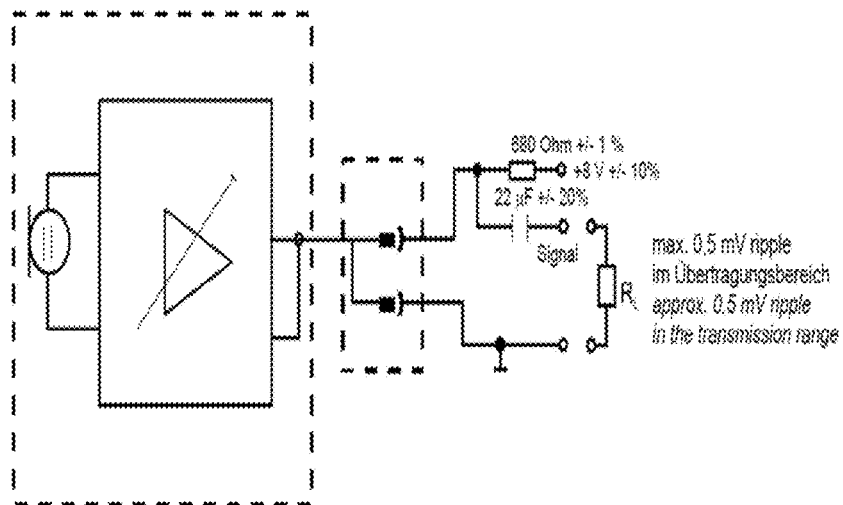 680 Ohm +/- 1 %
+8 V +/- 10%
22 µF +/- 20%
Signal
R
max. 0,5 mV ripple
im Übertragungsbereich
approx. 0.5 mV ripple
in the transmission range